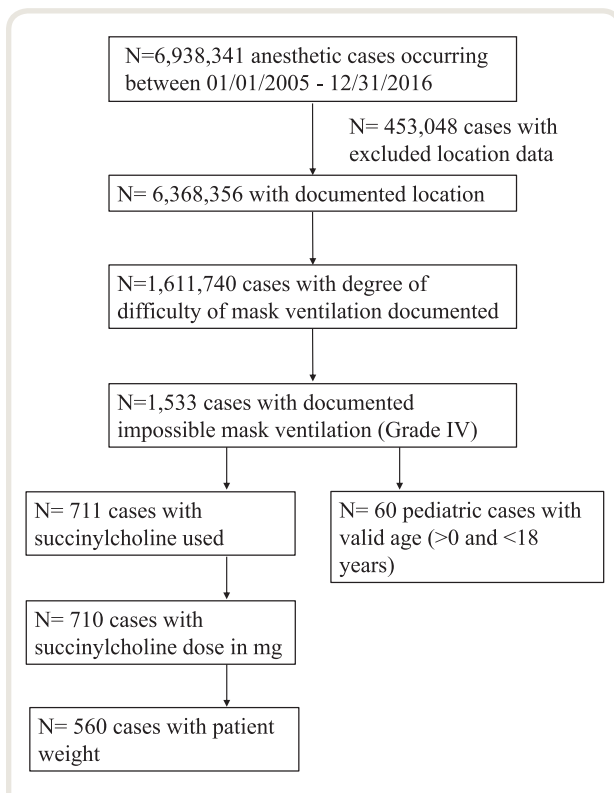 N=6,938,341 anesthetic cases occurring
between 01/01/2005 - 12/31/2016
N= 453,048 cases with
excluded location data
N= 6,368,356 with documented location
N=1,611,740 cases with degree of
difficulty of mask ventilation documented
N=1,533 cases with documented
impossible mask ventilation (Grade IV)
N= 711 cases with
succinylcholine used
N= 60 pediatric cases with
valid age (>0 and <18
years)
N= 710 cases with
succinylcholine dose in mg
N= 560 cases with patient
weight